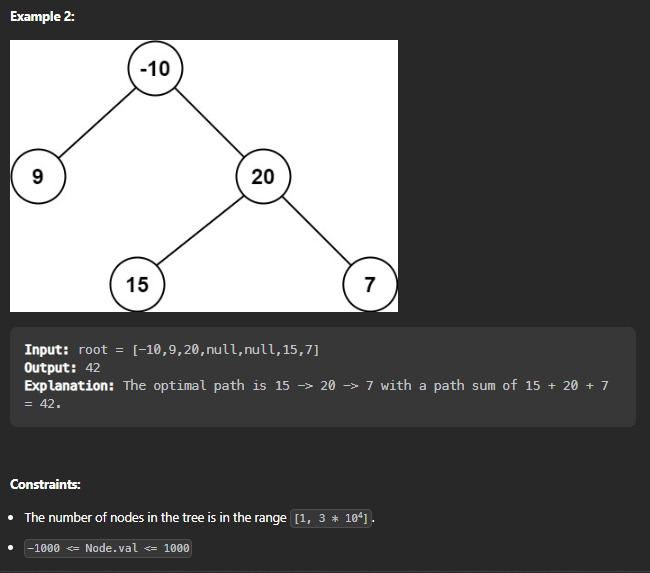 Example 2:
-10
9
20
15
7
Input: root = [-10,9,20,null,null,15,7]
Output: 42
Explanation: The optimal path is 15 -> 20 -> 7 with a path sum of 15 + 20 + 7
= 42.
Constraints:
• The number of nodes in the tree is in the range [1, 3 * 10⁴].
• -1000 <= Node.val <= 1000